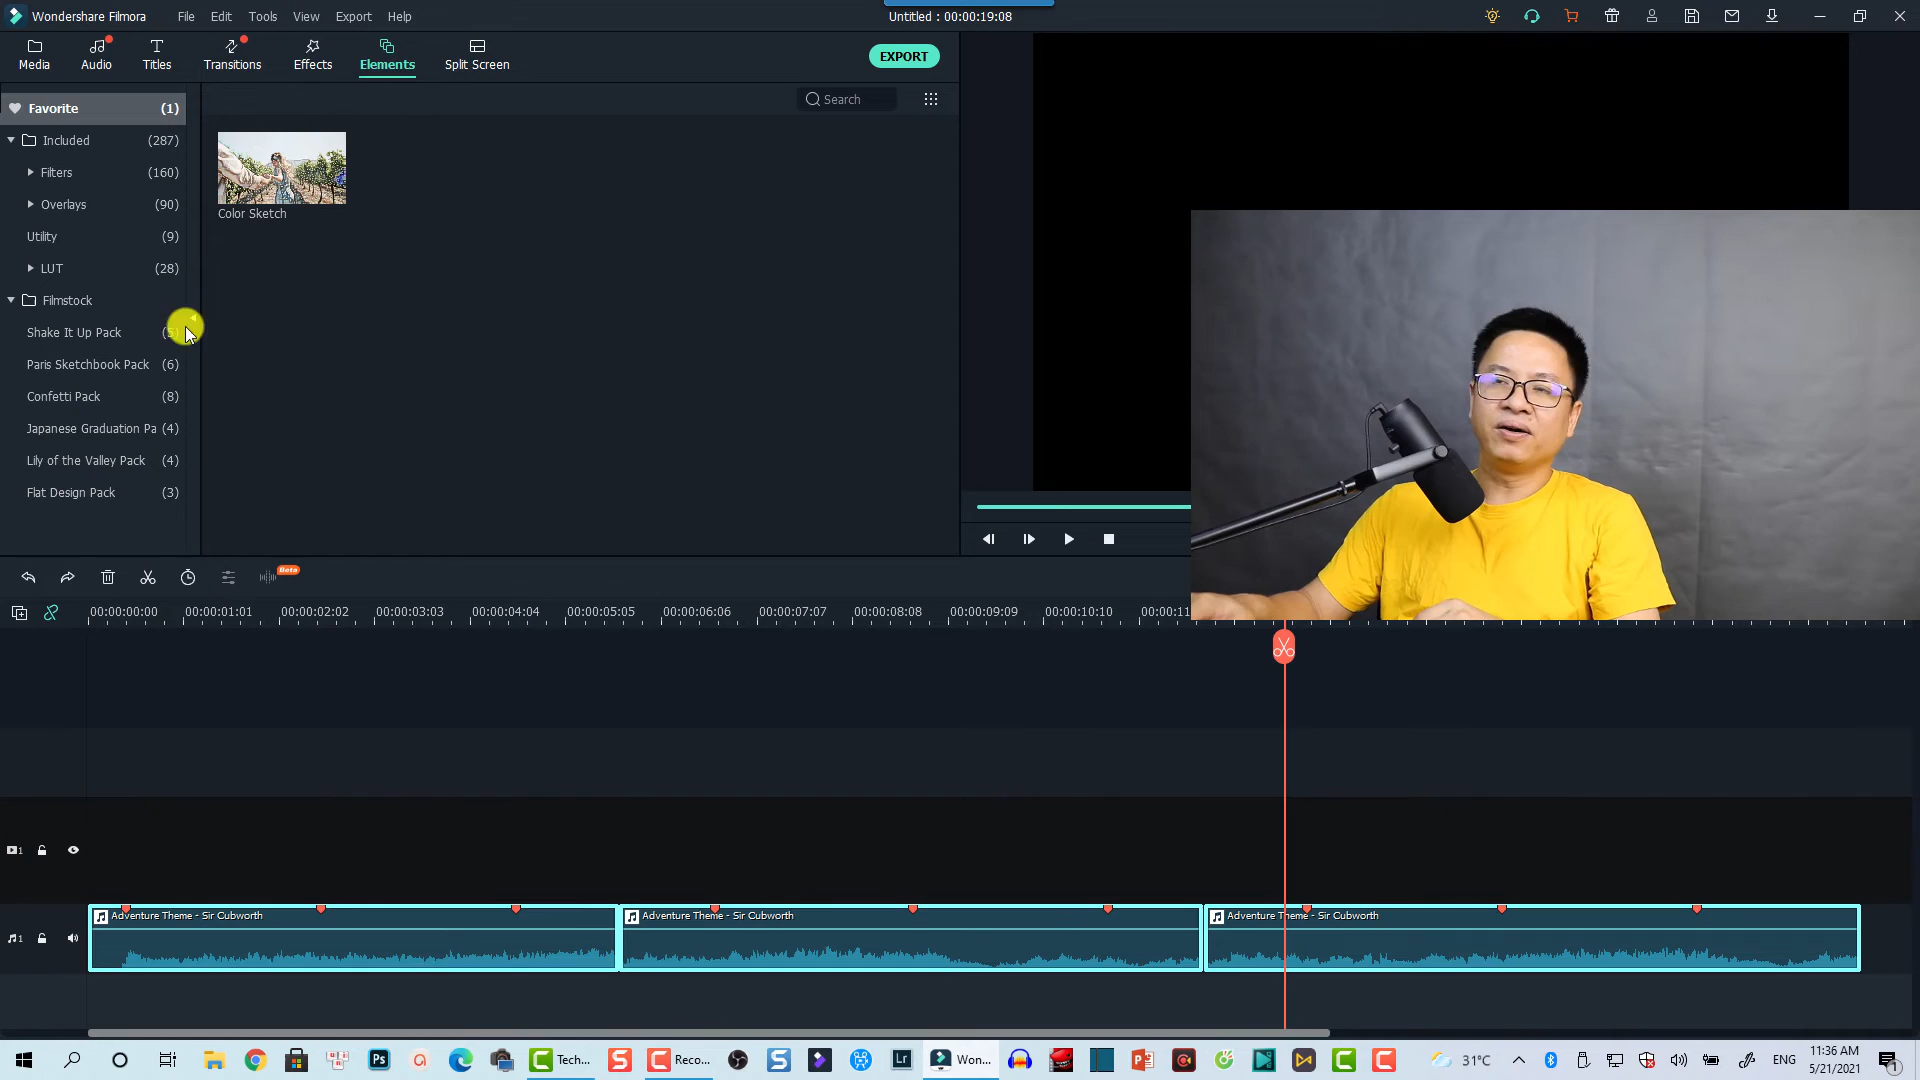 Wondershare Filmora
File
Edit
Tools
View
Export
Help
Untitled : 00:00:19:08
Media
Audio
Titles
Transitions
Effects
Elements
Split Screen
EXPORT
Favorite (1)
Search
Included (287)
Filters (160)
Overlays (90)
Utility (9)
LUT (28)
Filmstock
Shake It Up Pack (5)
Paris Sketchbook Pack (6)
Confetti Pack (8)
Japanese Graduation Pa (4)
Lily of the Valley Pack (4)
Flat Design Pack (3)
Color Sketch
Beta
00:00:00:00
00:00:01:01
00:00:02:02
00:00:03:03
00:00:04:04
00:00:05:05
00:00:06:06
00:00:07:07
00:00:08:08
00:00:09:09
00:00:10:10
00:00:11
1
Adventure Theme - Sir Cubworth
Adventure Theme - Sir Cubworth
Adventure Theme - Sir Cubworth
1
Ps
Tech...
Reco...
Lr
Won...
31°C
ENG
11:36 AM
5/21/2021
1